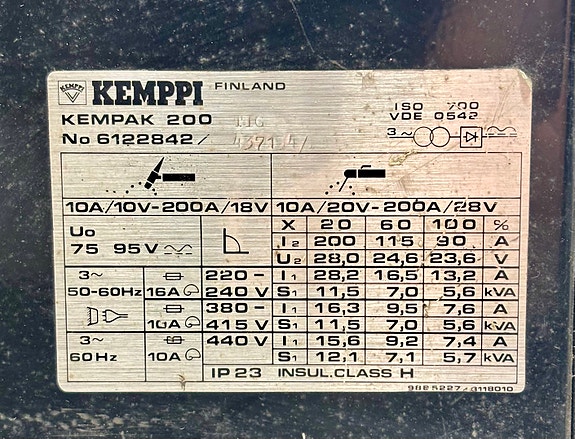 KEMPPI FINLAND
KEMPAK 200 TIG ISO 700
No 6122842/ VDE 0542
3~
10A/10V-200A/18V 10A/20V-200A/28V
Uo X 20 60 100 %
75 95V I2 200 115 90 A
U2 28,0 24,6 23,6 V
3~ 220- I1 28,2 16,5 13,2 A
50-60Hz 16A 240 V S1 11,5 7,0 5,6 kVA
380- I1 16,3 9,5 7,6 A
10A 415 V S1 11,5 7,0 5,6 kVA
3~ 440 V I1 15,6 9,2 7,4 A
60Hz 10A S1 12,1 7,1 5,7 kVA
IP 23 INSUL.CLASS H